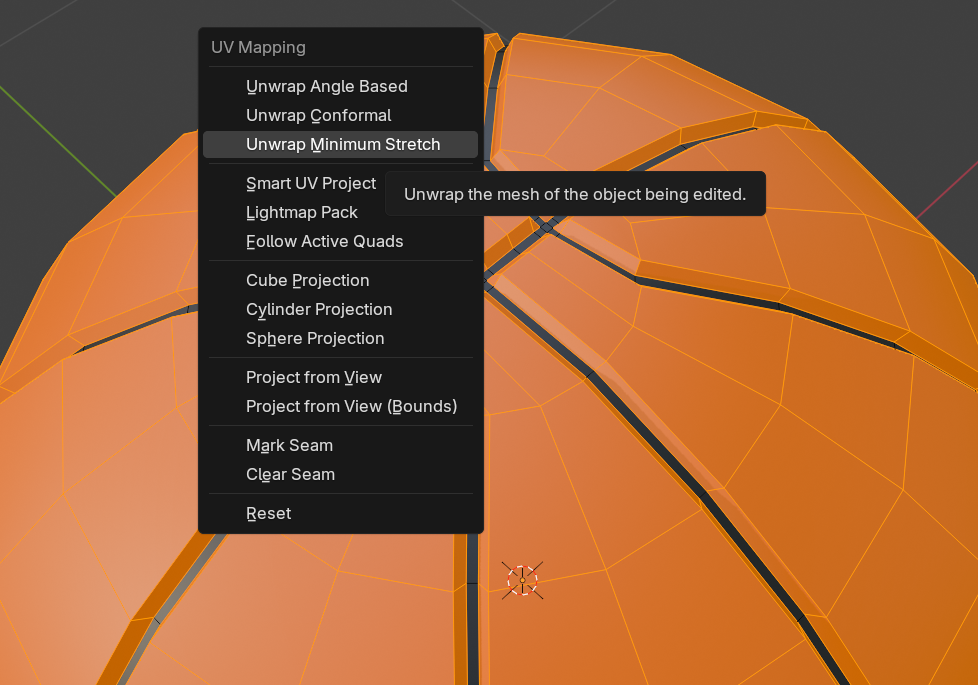 UV Mapping
Unwrap Angle Based
Unwrap Conformal
Unwrap Minimum Stretch
Smart UV Project
Unwrap the mesh of the object being edited.
Lightmap Pack
Follow Active Quads
Cube Projection
Cylinder Projection
Sphere Projection
Project from View
Project from View (Bounds)
Mark Seam
Clear Seam
Reset